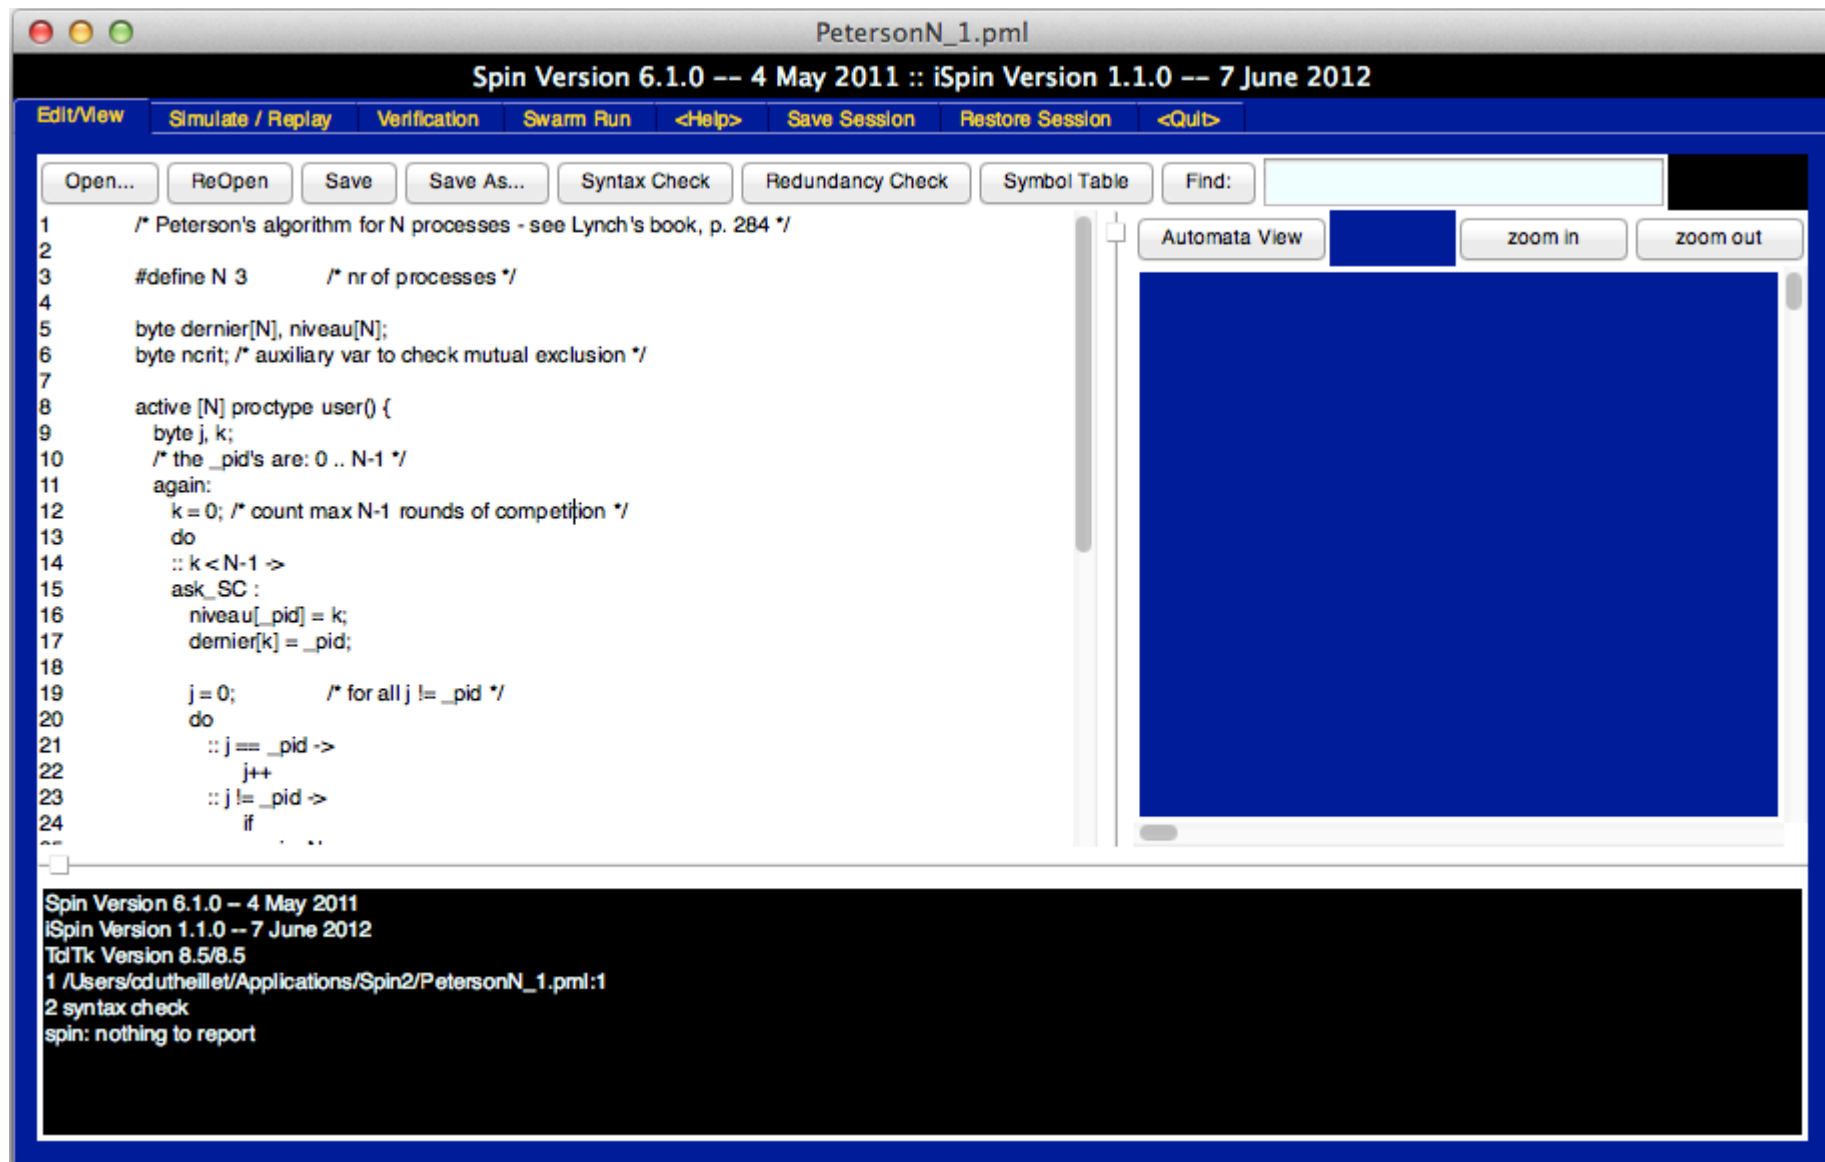 PetersonN_1.pml
Spin Version 6.1.0 -- 4 May 2011 :: iSpin Version 1.1.0 -- 7 June 2012
Edit/View Simulate / Replay Verification Swarm Run <Help> Save Session Restore Session <Quit>
Open... ReOpen Save Save As... Syntax Check Redundancy Check Symbol Table Find:
Automata View zoom in zoom out
1 /* Peterson's algorithm for N processes - see Lynch's book, p. 284 */
2
3 #define N 3 /* nr of processes */
4
5 byte dernier[N], niveau[N];
6 byte ncrit; /* auxiliary var to check mutual exclusion */
7
8 active [N] proctype user() {
9 byte j, k;
10 /* the _pid's are: 0 .. N-1 */
11 again:
12 k = 0; /* count max N-1 rounds of competition */
13 do
14 :: k < N-1 ->
15 ask_SC :
16 niveau[_pid] = k;
17 dernier[k] = _pid;
18
19 j = 0; /* for all j != _pid */
20 do
21 :: j == _pid ->
22 j++
23 :: j != _pid ->
24 if
Spin Version 6.1.0 -- 4 May 2011
iSpin Version 1.1.0 -- 7 June 2012
TclTk Version 8.5/8.5
1 /Users/cdutheillet/Applications/Spin2/PetersonN_1.pml:1
2 syntax check
spin: nothing to report